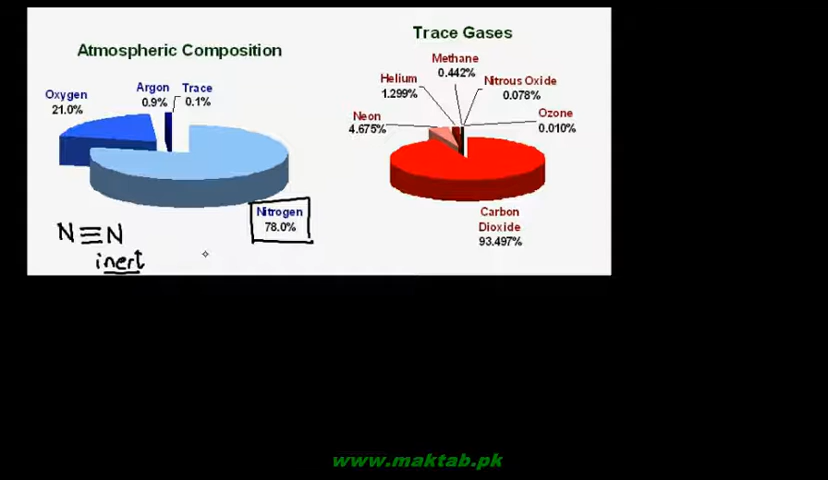 Atmospheric Composition
Oxygen
21.0%
Argon
0.9%
Trace
0.1%
Nitrogen
78.0%
N≡N
inert
Trace Gases
Methane
0.442%
Helium
1.299%
Nitrous Oxide
0.078%
Neon
4.675%
Ozone
0.010%
Carbon
Dioxide
93.497%
www.maktab.pk